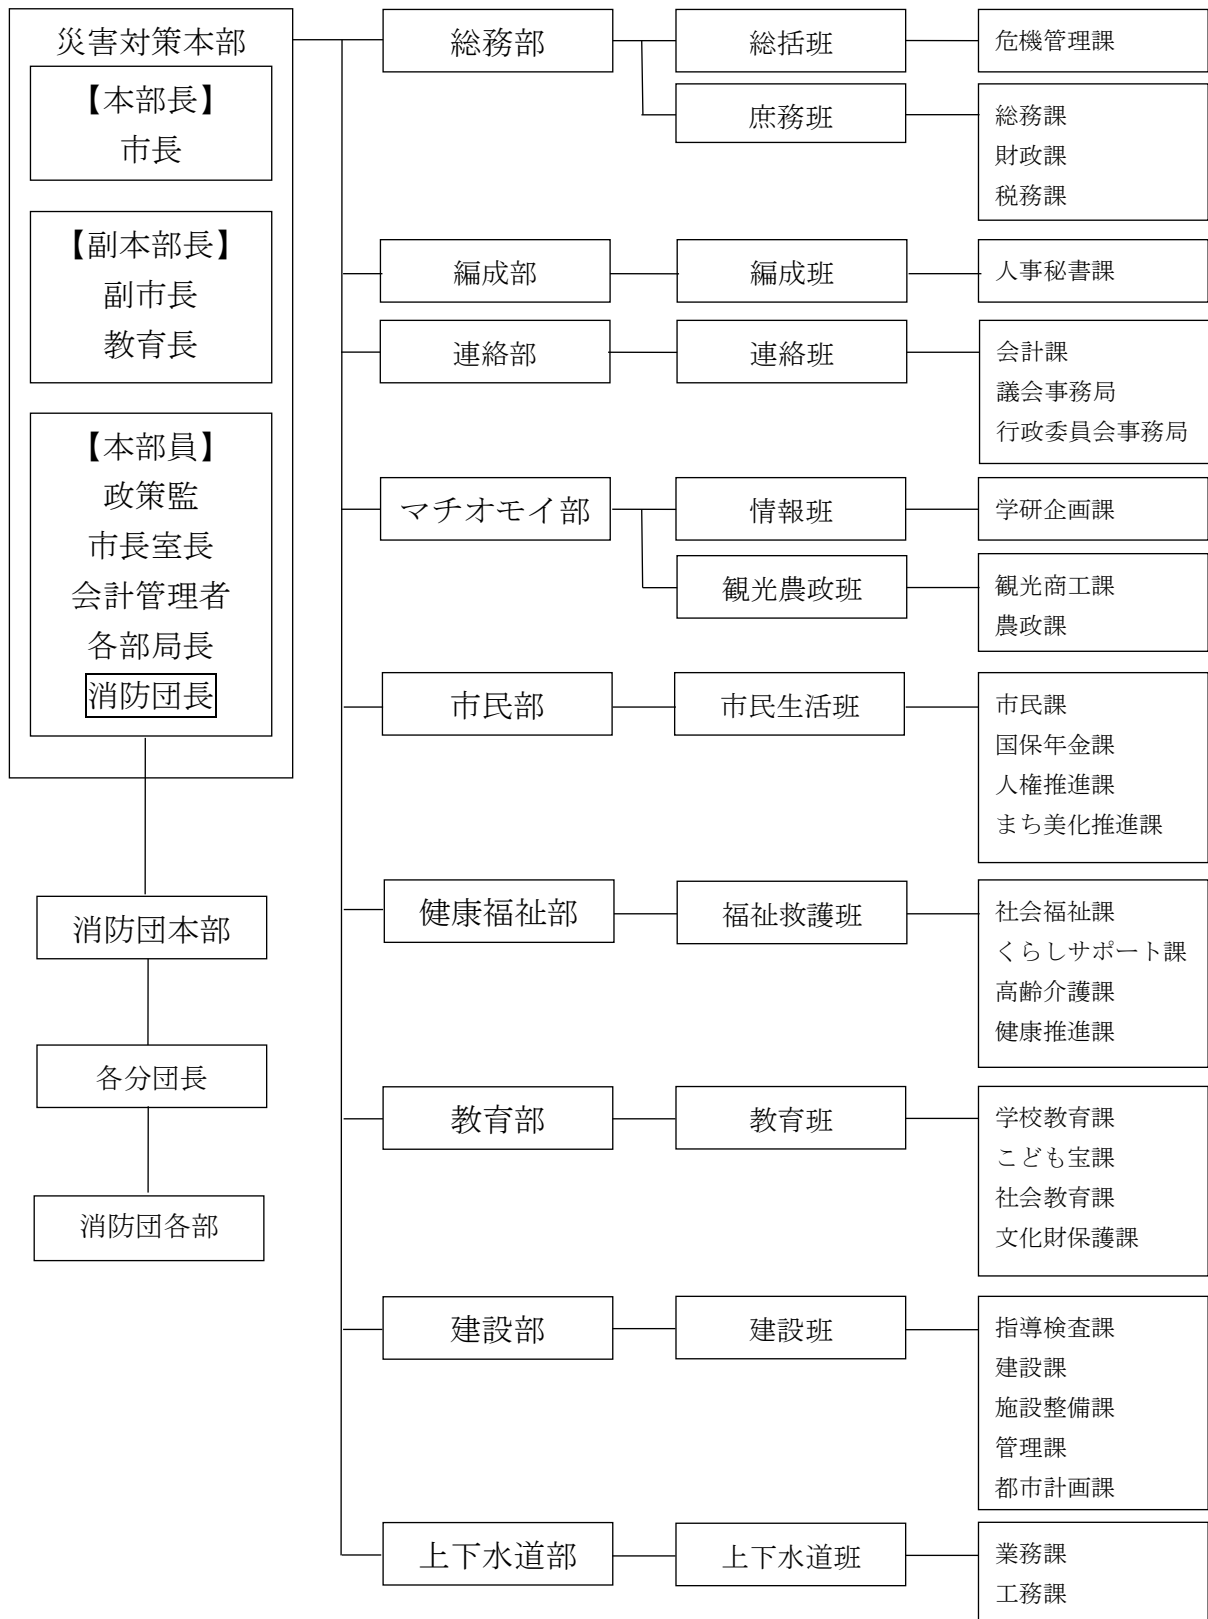 災害対策本部
【本部長】
市長
【副本部長】
副市長
教育長
【本部員】
政策監
市長室長
会計管理者
各部局長
消防団長
消防団本部
各分団長
消防団各部
総務部
総括班
危機管理課
庶務班
総務課
財政課
税務課
編成部
編成班
人事秘書課
連絡部
連絡班
会計課
議会事務局
行政委員会事務局
マチオモイ部
情報班
学研企画課
観光農政班
観光商工課
農政課
市民部
市民生活班
市民課
国保年金課
人権推進課
まち美化推進課
健康福祉部
福祉救護班
社会福祉課
くらしサポート課
高齢介護課
健康推進課
教育部
教育班
学校教育課
こども宝課
社会教育課
文化財保護課
建設部
建設班
指導検査課
建設課
施設整備課
管理課
都市計画課
上下水道部
上下水道班
業務課
工務課